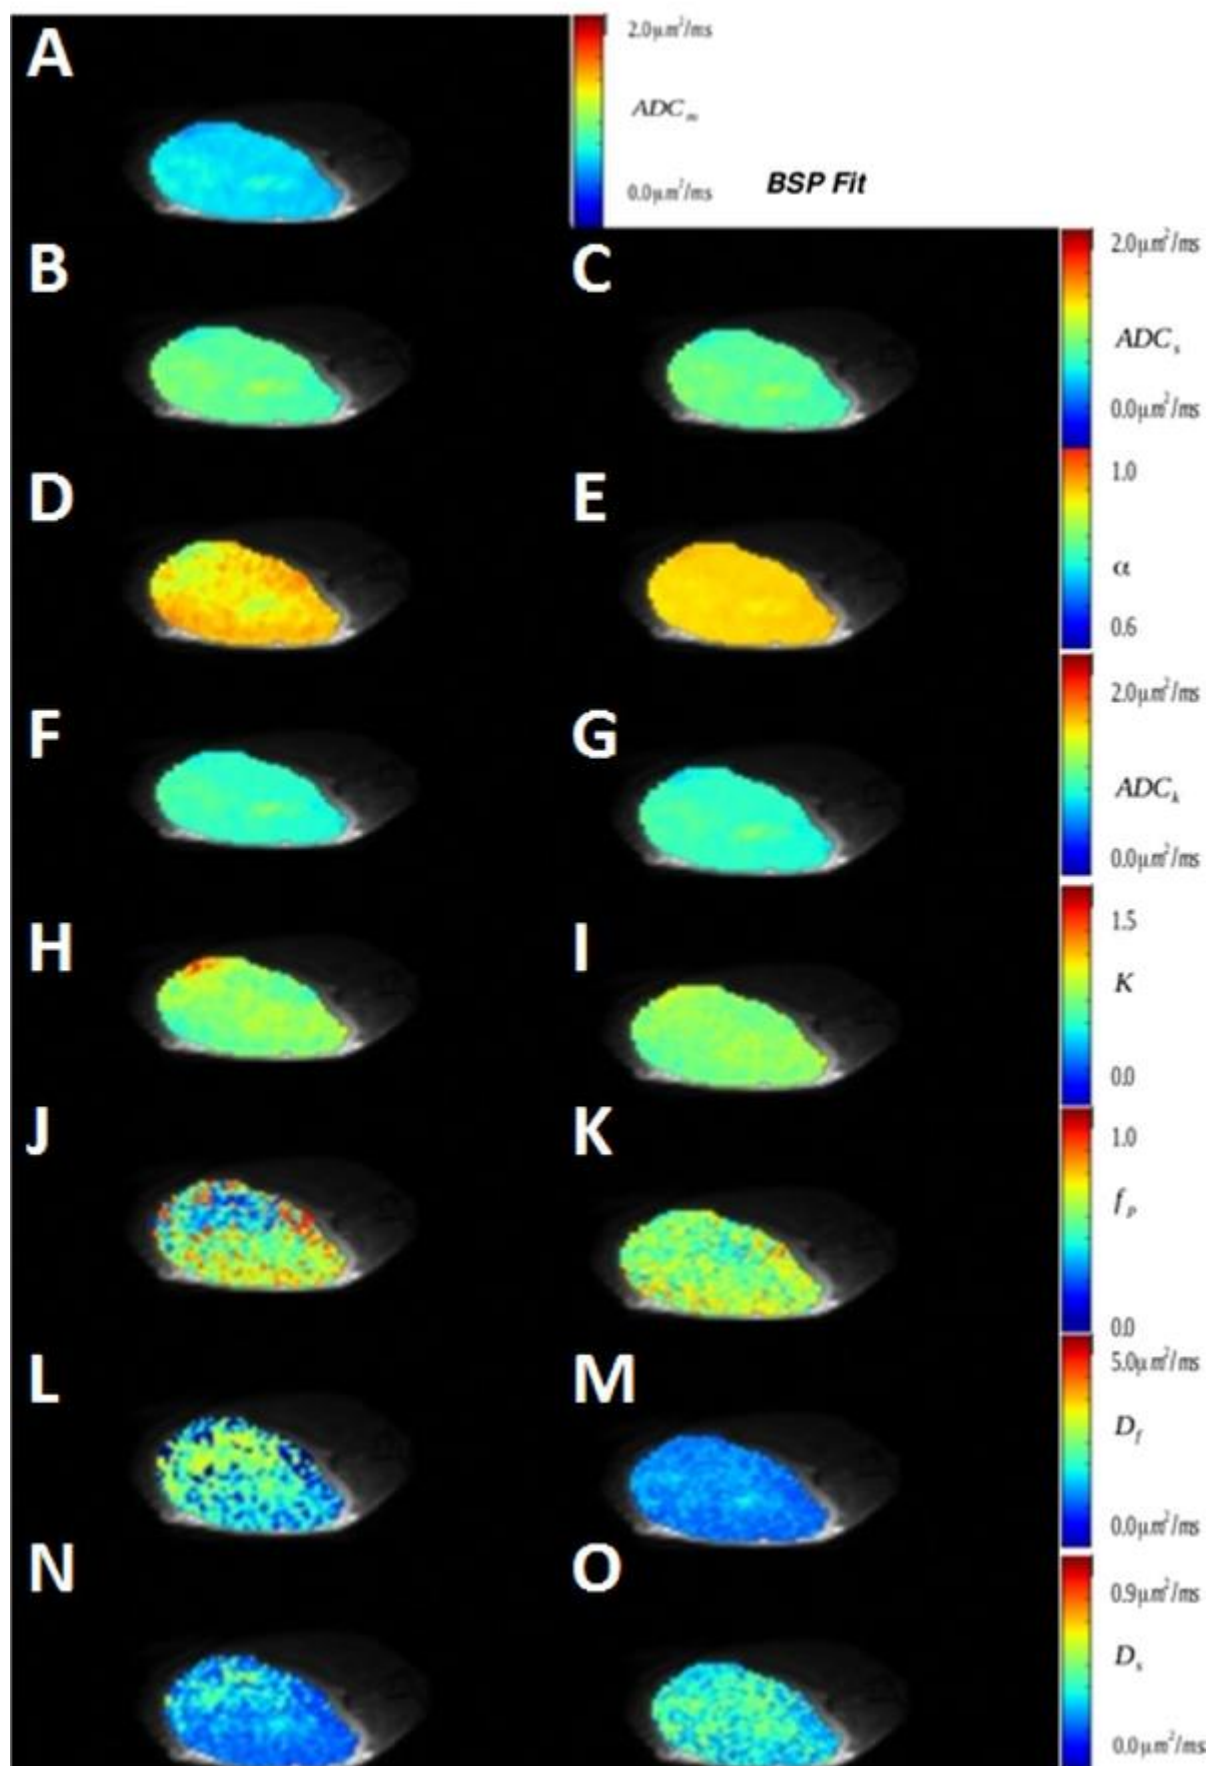 A
2.0μm²/ms
ADCm
0.0μm²/ms
BSP Fit
B
C
2.0μm²/ms
ADCs
0.0μm²/ms
D
E
1.0
α
0.6
F
G
2.0μm²/ms
ADCk
0.0μm²/ms
H
I
1.5
K
0.0
J
K
1.0
fP
0.0
L
M
5.0μm²/ms
Df
0.0μm²/ms
N
O
0.9μm²/ms
Ds
0.0μm²/ms